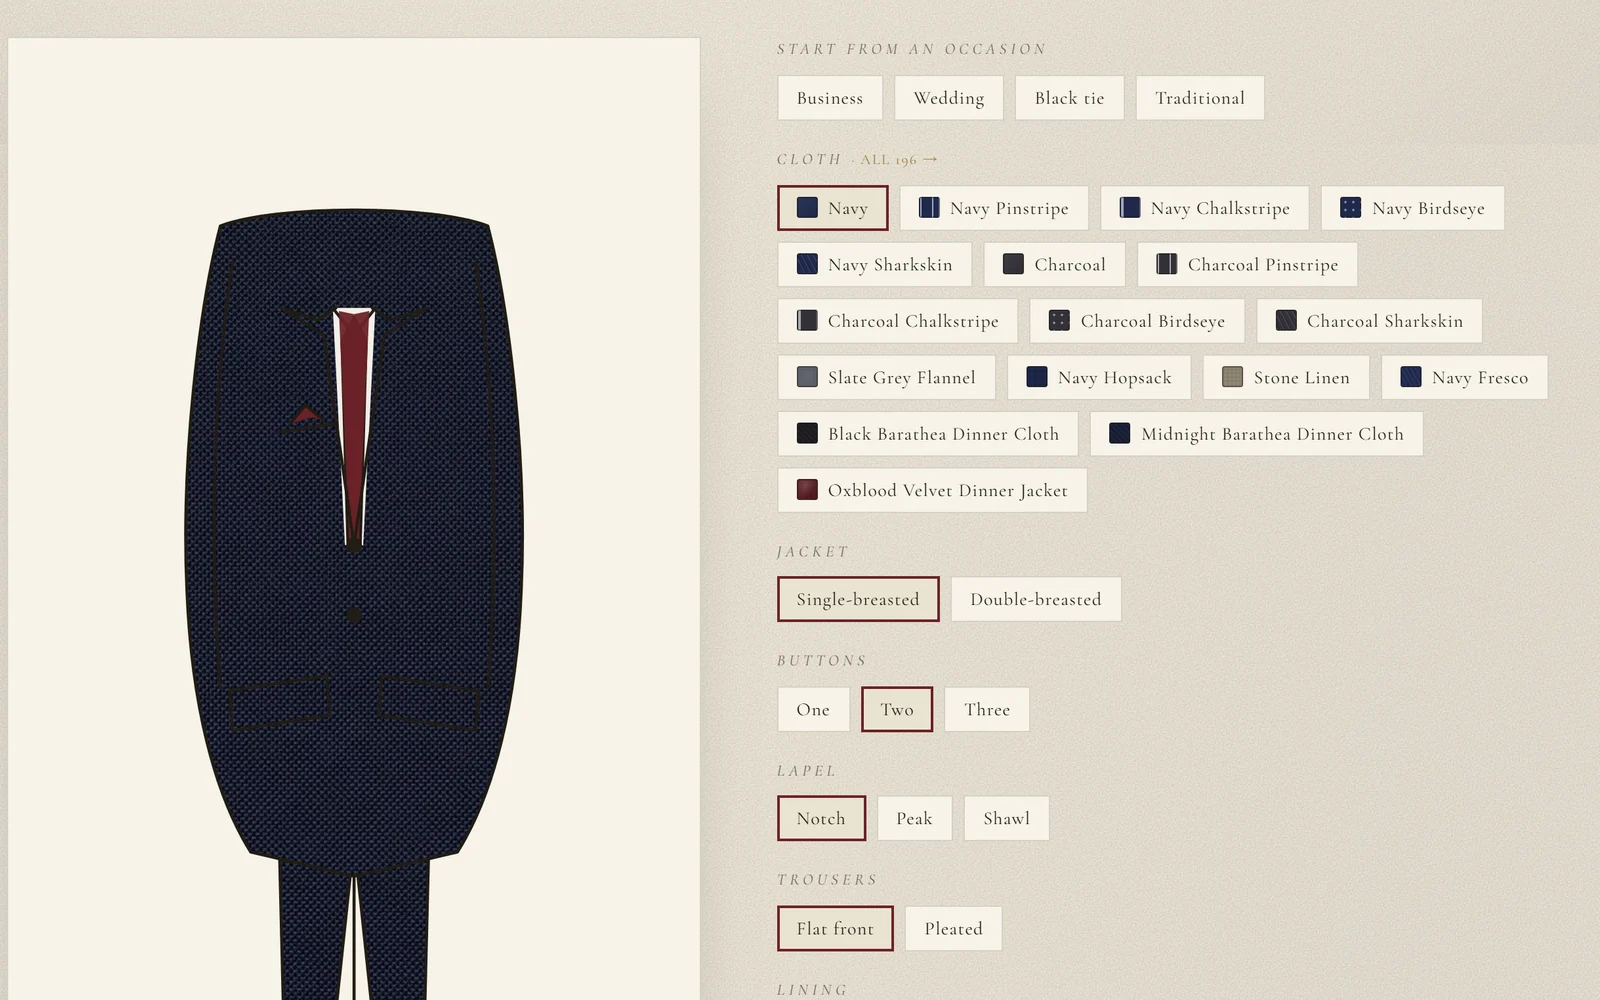 START FROM AN OCCASION
Business Wedding Black tie Traditional
CLOTH · ALL 196 →
Navy Navy Pinstripe Navy Chalkstripe Navy Birdseye
Navy Sharkskin Charcoal Charcoal Pinstripe
Charcoal Chalkstripe Charcoal Birdseye Charcoal Sharkskin
Slate Grey Flannel Navy Hopsack Stone Linen Navy Fresco
Black Barathea Dinner Cloth Midnight Barathea Dinner Cloth
Oxblood Velvet Dinner Jacket
JACKET
Single-breasted Double-breasted
BUTTONS
One Two Three
LAPEL
Notch Peak Shawl
TROUSERS
Flat front Pleated
LINING